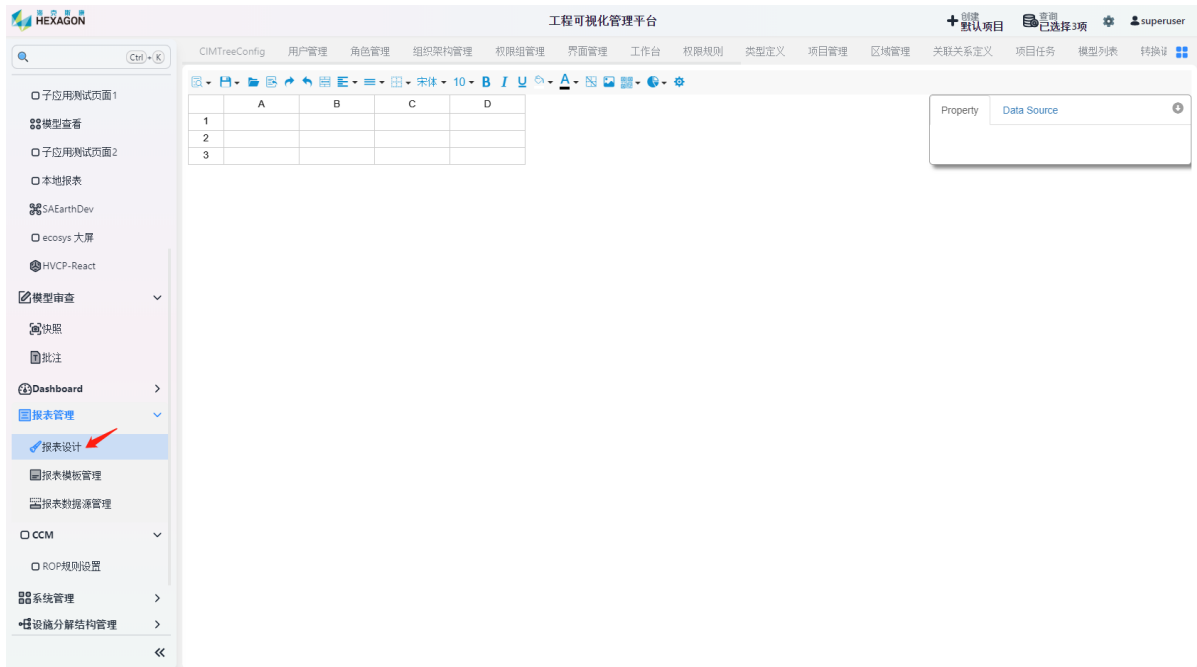 海克斯康
HEXAGON
工程可视化管理平台
创建
默认项目
查询
已选择3项
superuser
Ctrl + K
CIMTreeConfig 用户管理 角色管理 组织架构管理 权限组管理 界面管理 工作台 权限规则 类型定义 项目管理 区域管理 关联关系定义 项目任务 模型列表
宋体 10 B I U A
A B C D
1
2
3
Property Data Source
子应用测试页面1
模型查看
子应用测试页面2
本地报表
SAEarthDev
ecosys 大屏
HVCP-React
模型审查
快照
批注
Dashboard
报表管理
报表设计
报表模板管理
报表数据源管理
CCM
ROP规则设置
系统管理
设施分解结构管理